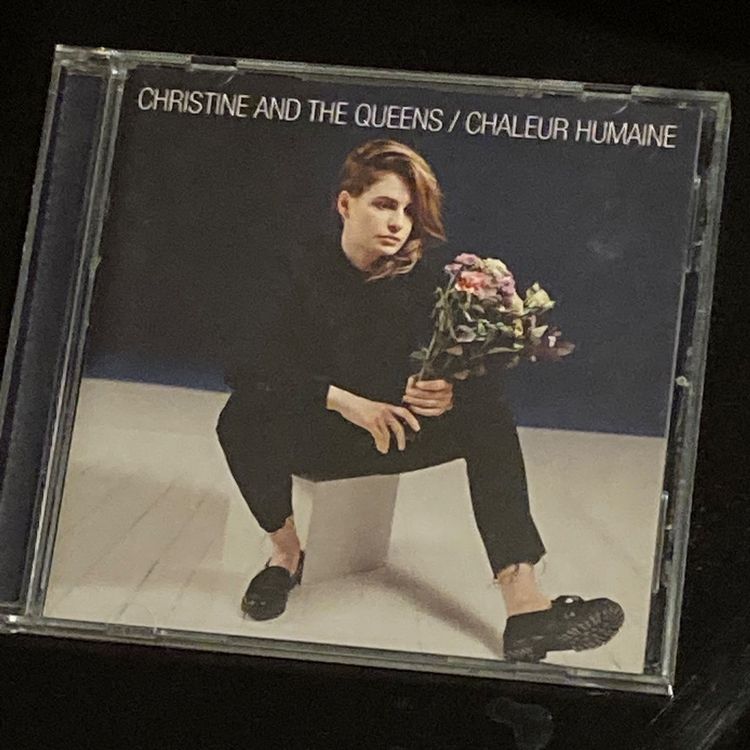 CHRISTINE AND THE QUEENS / CHALEUR HUMAINE